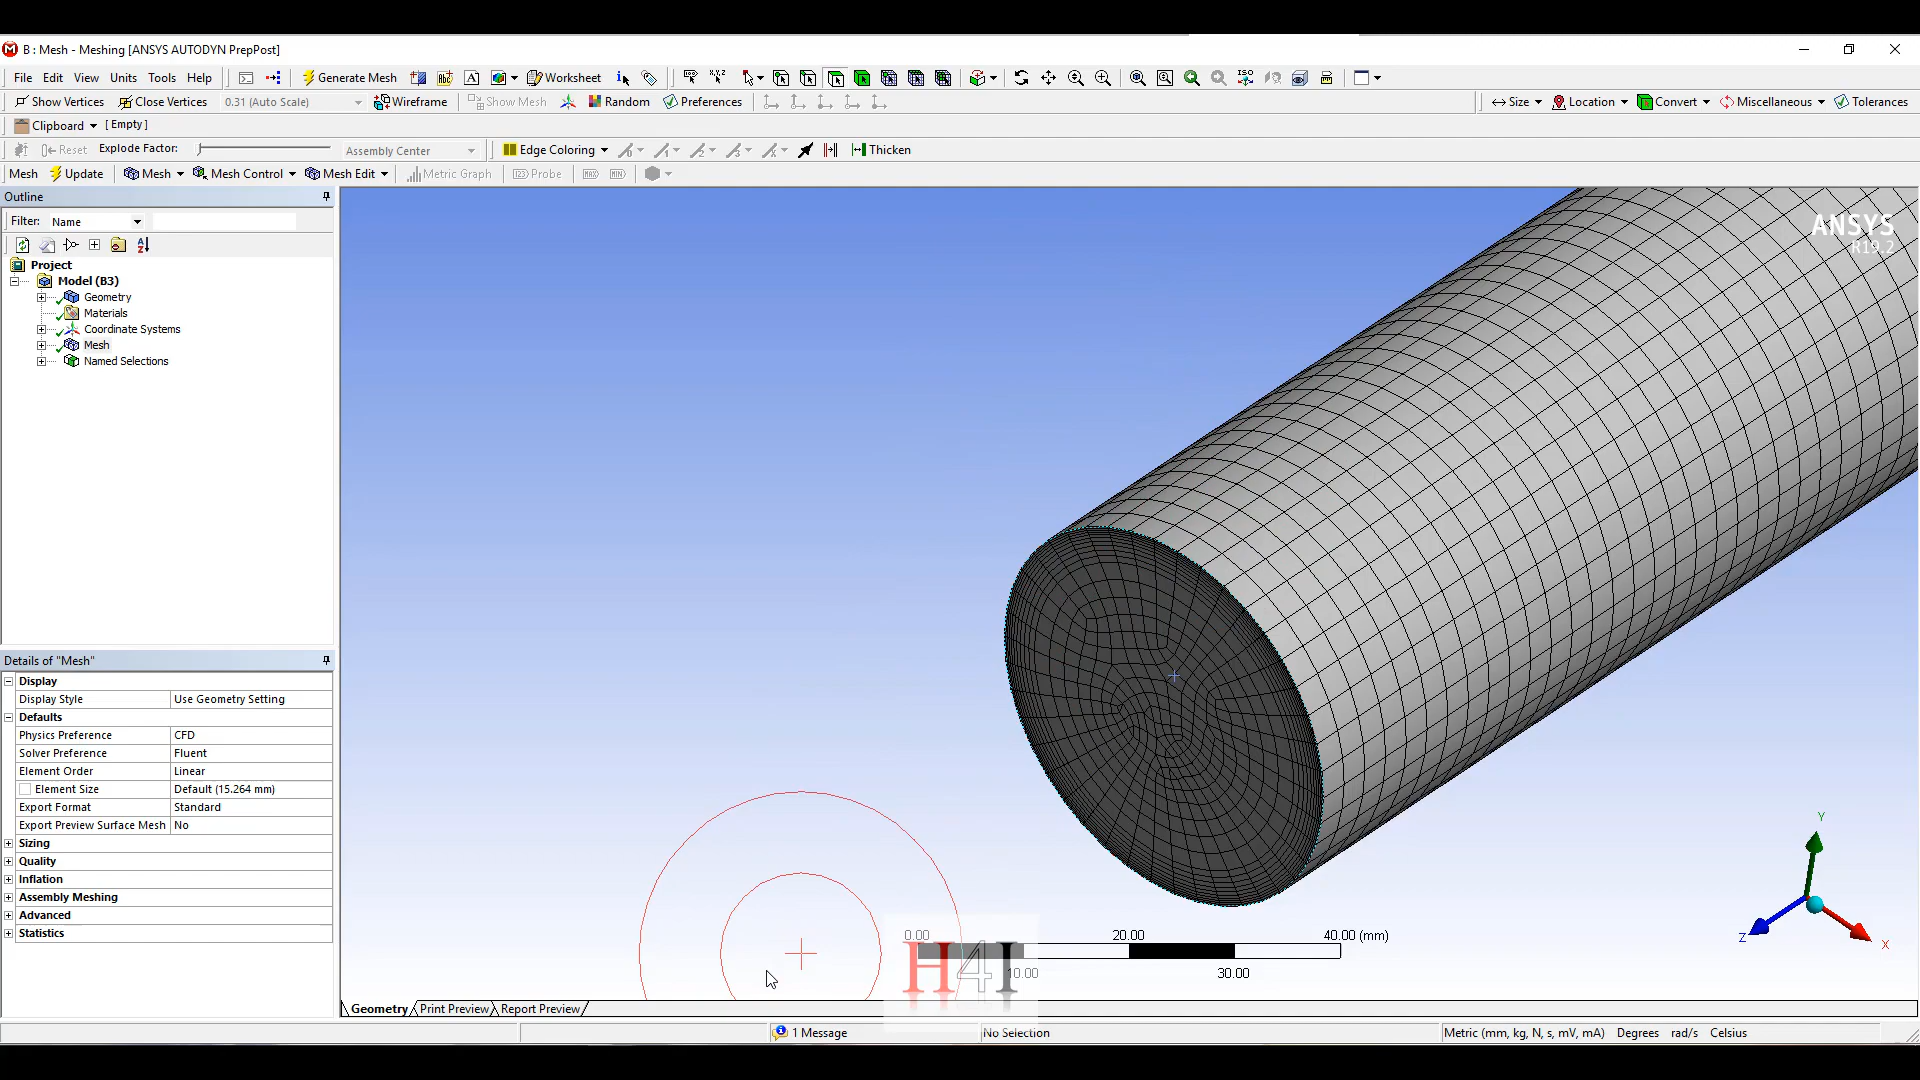 B : Mesh - Meshing [ANSYS AUTODYN PrepPost]
File Edit View Units Tools Help Generate Mesh Worksheet
Show Vertices Close Vertices 0.31 (Auto Scale) Wireframe Show Mesh Random Preferences Size Location Convert Miscellaneous Tolerances
Clipboard [ Empty ]
Reset Explode Factor: Assembly Center Edge Coloring Thicken
Mesh Update Mesh Mesh Control Mesh Edit Metric Graph Probe MAX MIN
Outline
Filter: Name
Project
Model (B3)
Geometry
Materials
Coordinate Systems
Mesh
Named Selections
Details of "Mesh"
Display
Display Style Use Geometry Setting
Defaults
Physics Preference CFD
Solver Preference Fluent
Element Order Linear
Element Size Default (15.264 mm)
Export Format Standard
Export Preview Surface Mesh No
Sizing
Quality
Inflation
Assembly Meshing
Advanced
Statistics
ANSYS
R19.2
Y
Z
X
0.00 20.00 40.00 (mm)
10.00 30.00
H4I
Geometry Print Preview Report Preview
1 Message No Selection Metric (mm, kg, N, s, mV, mA) Degrees rad/s Celsius